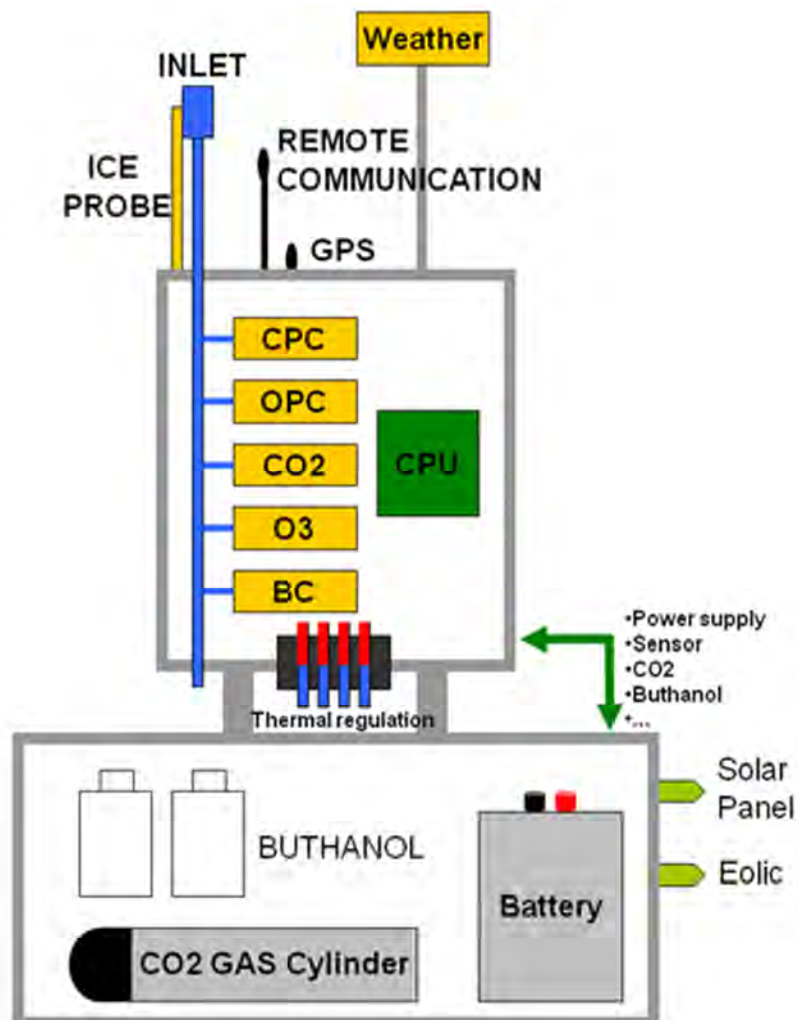 Weather
INLET
ICE
PROBE
REMOTE
COMMUNICATION
GPS
CPC
OPC
CO2
CPU
O3
BC
Thermal regulation
•Power supply
•Sensor
•CO2
•Buthanol
•...
Solar
Panel
Eolic
BUTHANOL
Battery
CO2 GAS Cylinder